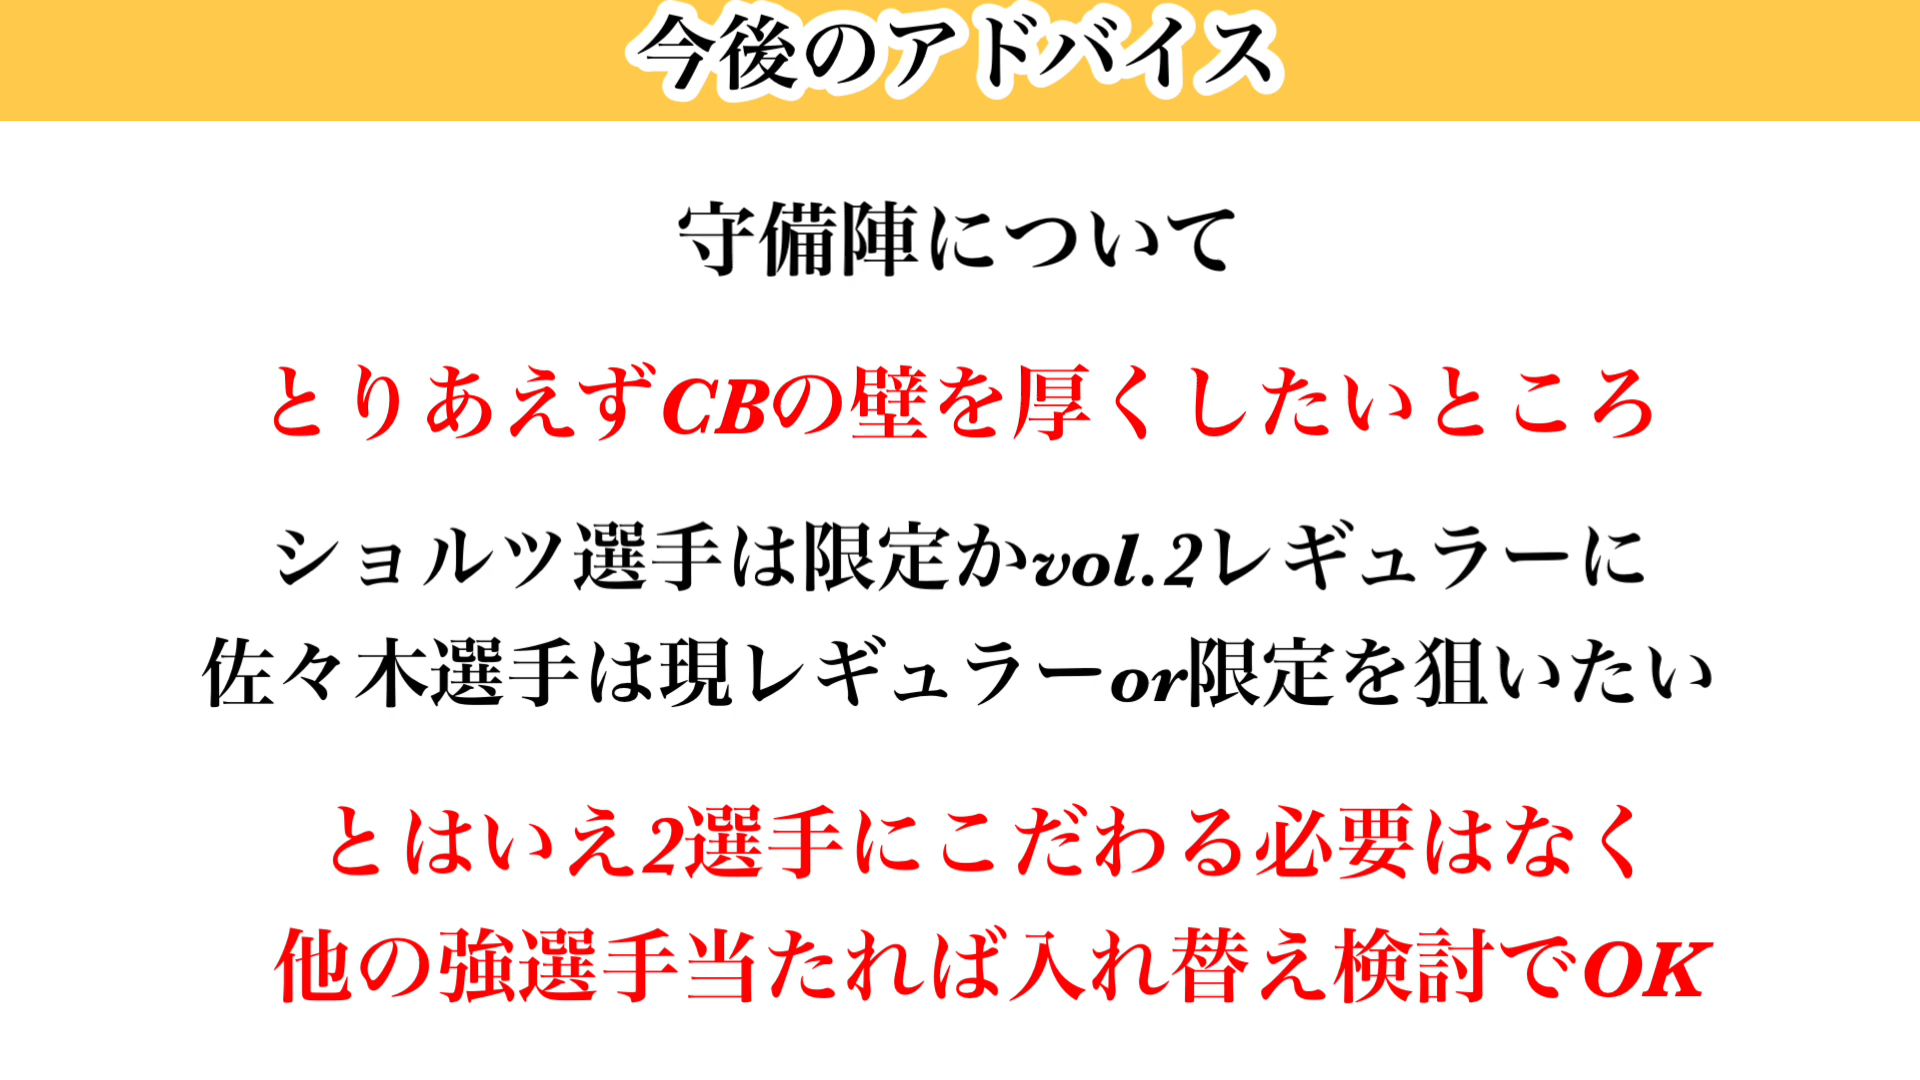 今後のアドバイス
守備陣について
とりあえずCBの壁を厚くしたいところ
ショルツ選手は限定かvol.2レギュラーに
佐々木選手は現レギュラーor限定を狙いたい
とはいえ2選手にこだわる必要はなく
他の強選手当たれば入れ替え検討でOK